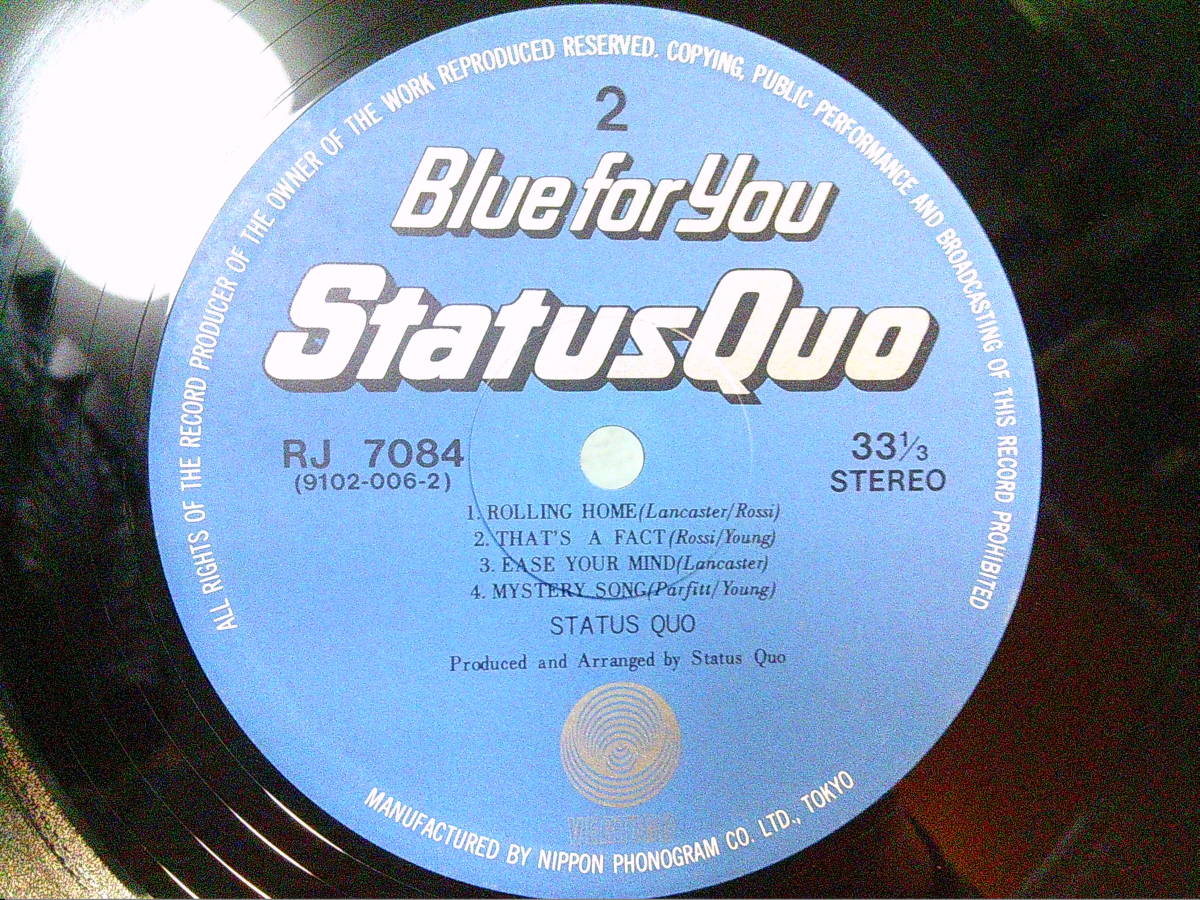 ALL RIGHTS OF THE RECORD PRODUCER OF THE OWNER OF THE WORK REPRODUCED RESERVED. COPYING, PUBLIC PERFORMANCE AND BROADCASTING OF THIS RECORD PROHIBITED
2
Blue for You
Status Quo
RJ 7084
(9102-006-2)
33⅓
STEREO
1. ROLLING HOME (Lancaster/Rossi)
2. THAT'S A FACT (Rossi/Young)
3. EASE YOUR MIND (Lancaster)
4. MYSTERY SONG (Parfitt/Young)
STATUS QUO
Produced and Arranged by Status Quo
VERTIGO
MANUFACTURED BY NIPPON PHONOGRAM CO. LTD., TOKYO